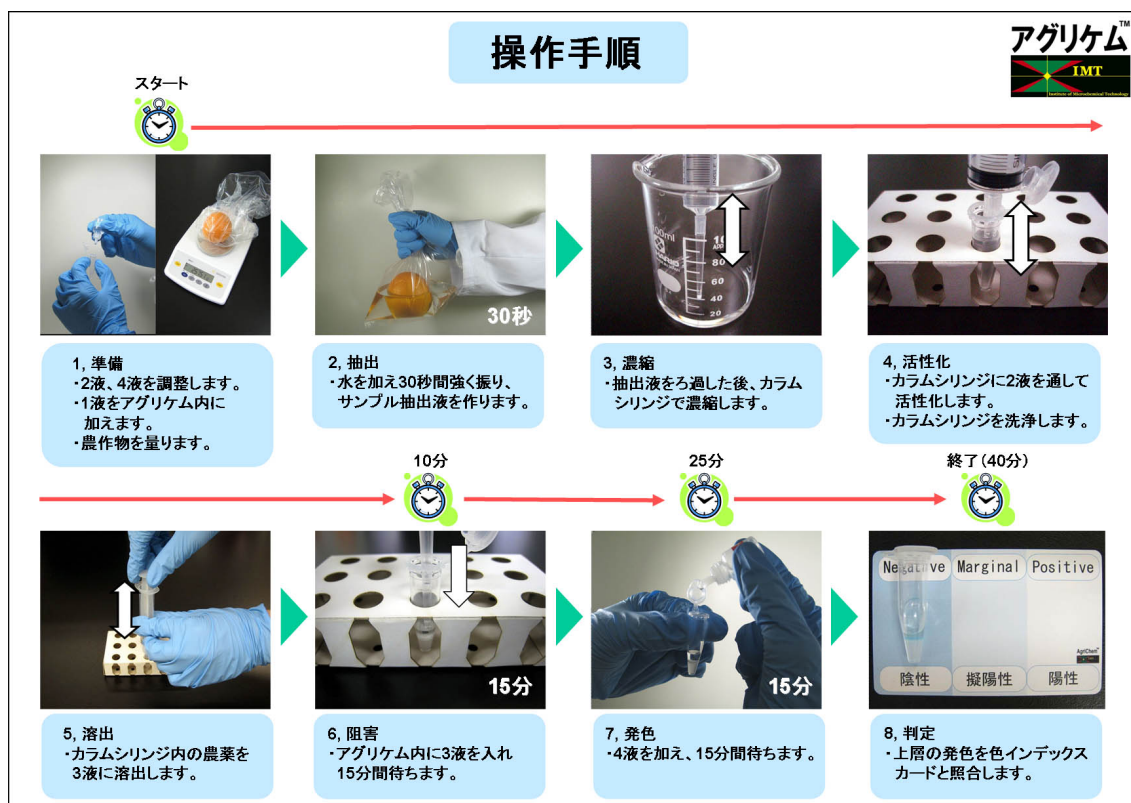 操作手順
アグリケム™
IMT
Institute of Microchemical Technology
スタート
30秒
1, 準備
・2液、4液を調整します。
・1液をアグリケム内に
加えます。
・農作物を量ります。
2, 抽出
・水を加え30秒間強く振り、
サンプル抽出液を作ります。
3, 濃縮
・抽出液をろ過した後、カラム
シリンジで濃縮します。
4, 活性化
・カラムシリンジに2液を通して
活性化します。
・カラムシリンジを洗浄します。
80
60
40
20
10分
25分
終了(40分)
15分
15分
Negative Marginal Positive
AgriChem™
陰性 擬陽性 陽性
5, 溶出
・カラムシリンジ内の農薬を
3液に溶出します。
6, 阻害
・アグリケム内に3液を入れ
15分間待ちます。
7, 発色
・4液を加え、15分間待ちます。
8, 判定
・上層の発色を色インデックス
カードと照合します。